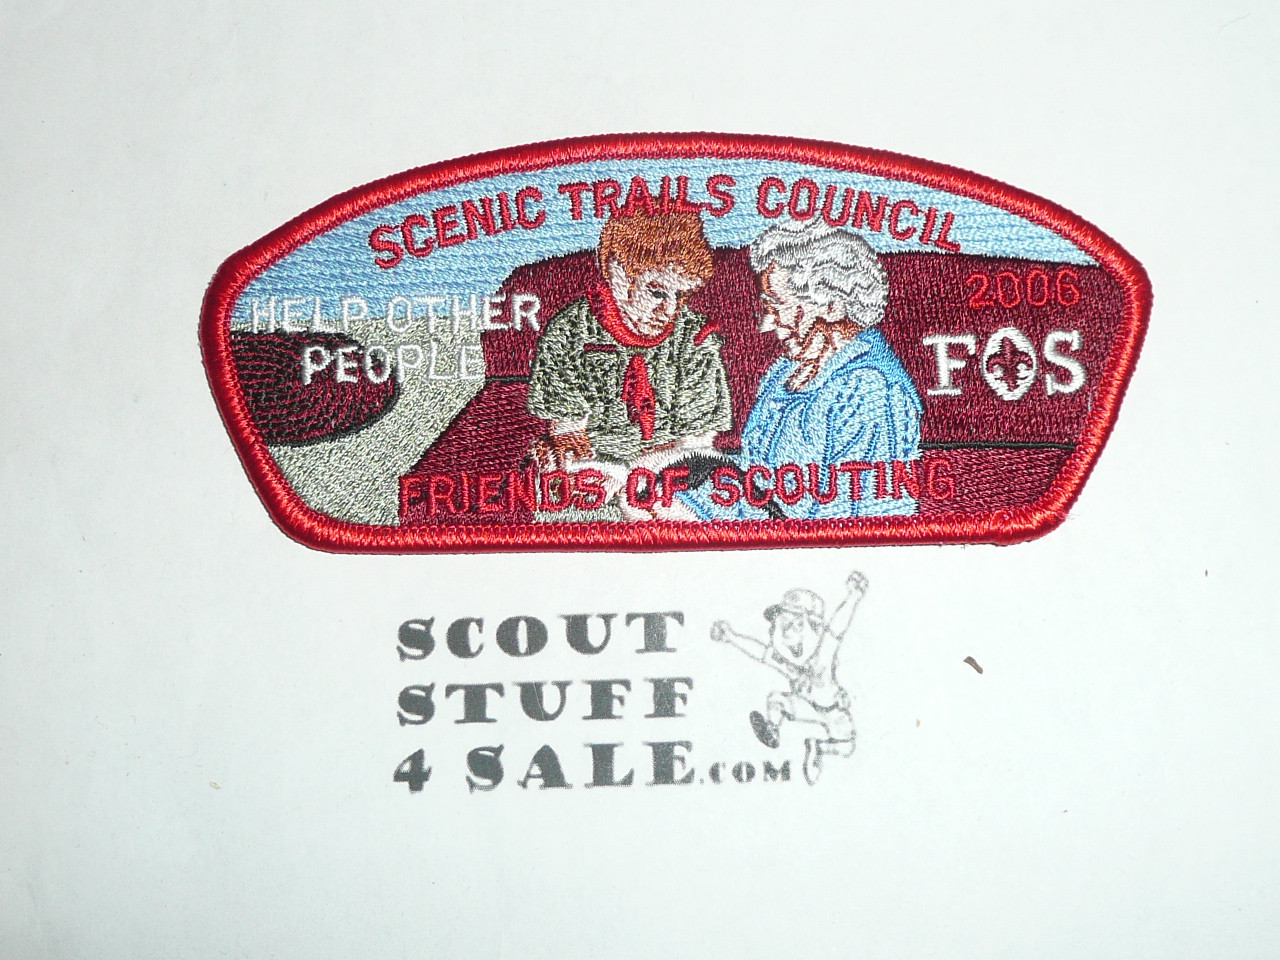 SCENIC TRAILS COUNCIL
2006
HELP OTHER
PEOPLE
FOS
FRIENDS OF SCOUTING
SCOUT
STUFF
4 SALE.COM